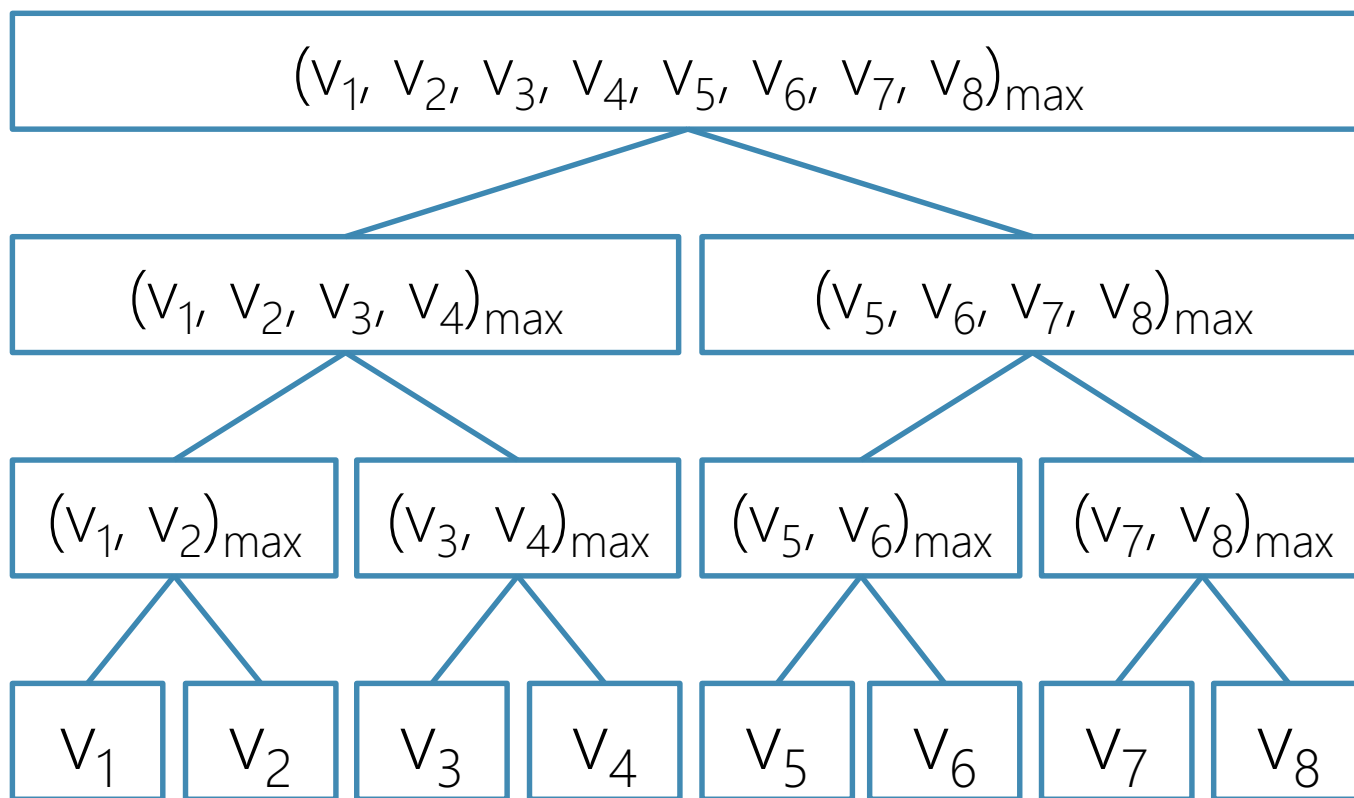 (v₁, v₂, v₃, v₄, v₅, v₆, v₇, v₈)max
(v₁, v₂, v₃, v₄)max (v₅, v₆, v₇, v₈)max
(v₁, v₂)max (v₃, v₄)max (v₅, v₆)max (v₇, v₈)max
v₁ v₂ v₃ v₄ v₅ v₆ v₇ v₈